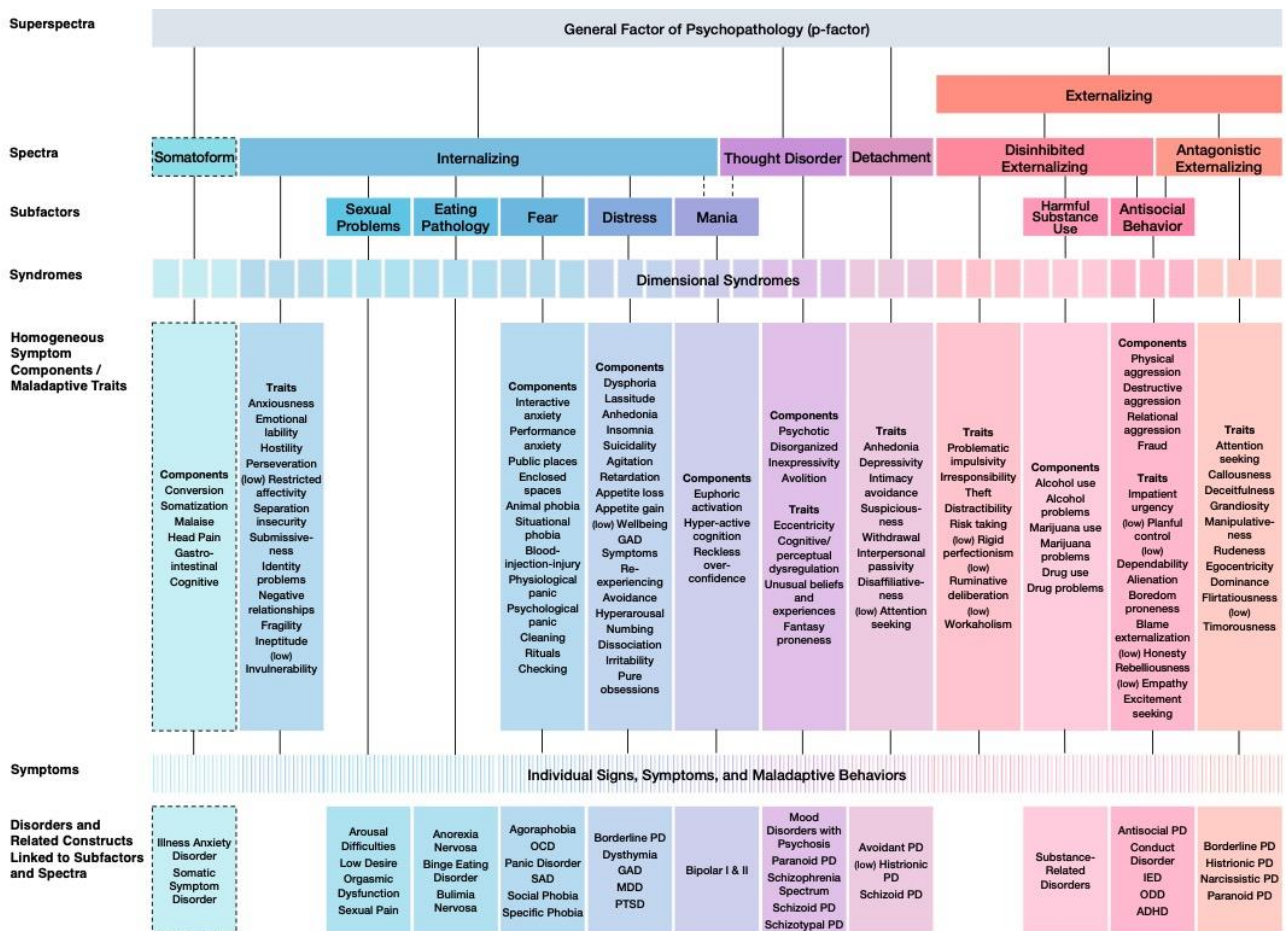 Superspectra
General Factor of Psychopathology (p-factor)
Externalizing
Spectra
Somatoform
Internalizing
Thought Disorder
Detachment
Disinhibited
Externalizing
Antagonistic
Externalizing
Subfactors
Sexual
Problems
Eating
Pathology
Fear
Distress
Mania
Harmful
Substance
Use
Antisocial
Behavior
Syndromes
Dimensional Syndromes
Homogeneous
Symptom
Components /
Maladaptive Traits
Components
Conversion
Somatization
Malaise
Head Pain
Gastro-
intestinal
Cognitive
Traits
Anxiousness
Emotional
lability
Hostility
Perseveration
(low) Restricted
affectivity
Separation
insecurity
Submissive-
ness
Identity
problems
Negative
relationships
Fragility
Ineptitude
(low)
Invulnerability
Components
Interactive
anxiety
Performance
anxiety
Public places
Enclosed
spaces
Animal phobia
Situational
phobia
Blood-
injection-injury
Physiological
panic
Psychological
panic
Cleaning
Rituals
Checking
Components
Dysphoria
Lassitude
Anhedonia
Insomnia
Suicidality
Agitation
Retardation
Appetite loss
Appetite gain
(low) Wellbeing
GAD
Symptoms
Re-
experiencing
Avoidance
Hyperarousal
Numbing
Dissociation
Irritability
Pure
obsessions
Components
Euphoric
activation
Hyper-active
cognition
Reckless
over-
confidence
Components
Psychotic
Disorganized
Inexpressivity
Avolition
Traits
Eccentricity
Cognitive/
perceptual
dysregulation
Unusual beliefs
and
experiences
Fantasy
proneness
Traits
Anhedonia
Depressivity
Intimacy
avoidance
Suspicious-
ness
Withdrawal
Interpersonal
passivity
Disaffiliative-
ness
(low) Attention
seeking
Traits
Problematic
impulsivity
Irresponsibility
Theft
Distractibility
Risk taking
(low) Rigid
perfectionism
(low)
Ruminative
deliberation
(low)
Workaholism
Components
Alcohol use
Alcohol
problems
Marijuana use
Marijuana
problems
Drug use
Drug problems
Components
Physical
aggression
Destructive
aggression
Relational
aggression
Fraud
Traits
Impatient
urgency
(low) Planful
control
(low)
Dependability
Alienation
Boredom
proneness
Blame
externalization
(low) Honesty
Rebelliousness
(low) Empathy
Excitement
seeking
Traits
Attention
seeking
Callousness
Deceitfulness
Grandiosity
Manipulative-
ness
Rudeness
Egocentricity
Dominance
Flirtatiousness
(low)
Timorousness
Symptoms
Individual Signs, Symptoms, and Maladaptive Behaviors
Disorders and
Related Constructs
Linked to Subfactors
and Spectra
Illness Anxiety
Disorder
Somatic
Symptom
Disorder
Arousal
Difficulties
Low Desire
Orgasmic
Dysfunction
Sexual Pain
Anorexia
Nervosa
Binge Eating
Disorder
Bulimia
Nervosa
Agoraphobia
OCD
Panic Disorder
SAD
Social Phobia
Specific Phobia
Borderline PD
Dysthymia
GAD
MDD
PTSD
Bipolar I & II
Mood
Disorders with
Psychosis
Paranoid PD
Schizophrenia
Spectrum
Schizoid PD
Schizotypal PD
Avoidant PD
(low) Histrionic
PD
Schizoid PD
Substance-
Related
Disorders
Antisocial PD
Conduct
Disorder
IED
ODD
ADHD
Borderline PD
Histrionic PD
Narcissistic PD
Paranoid PD